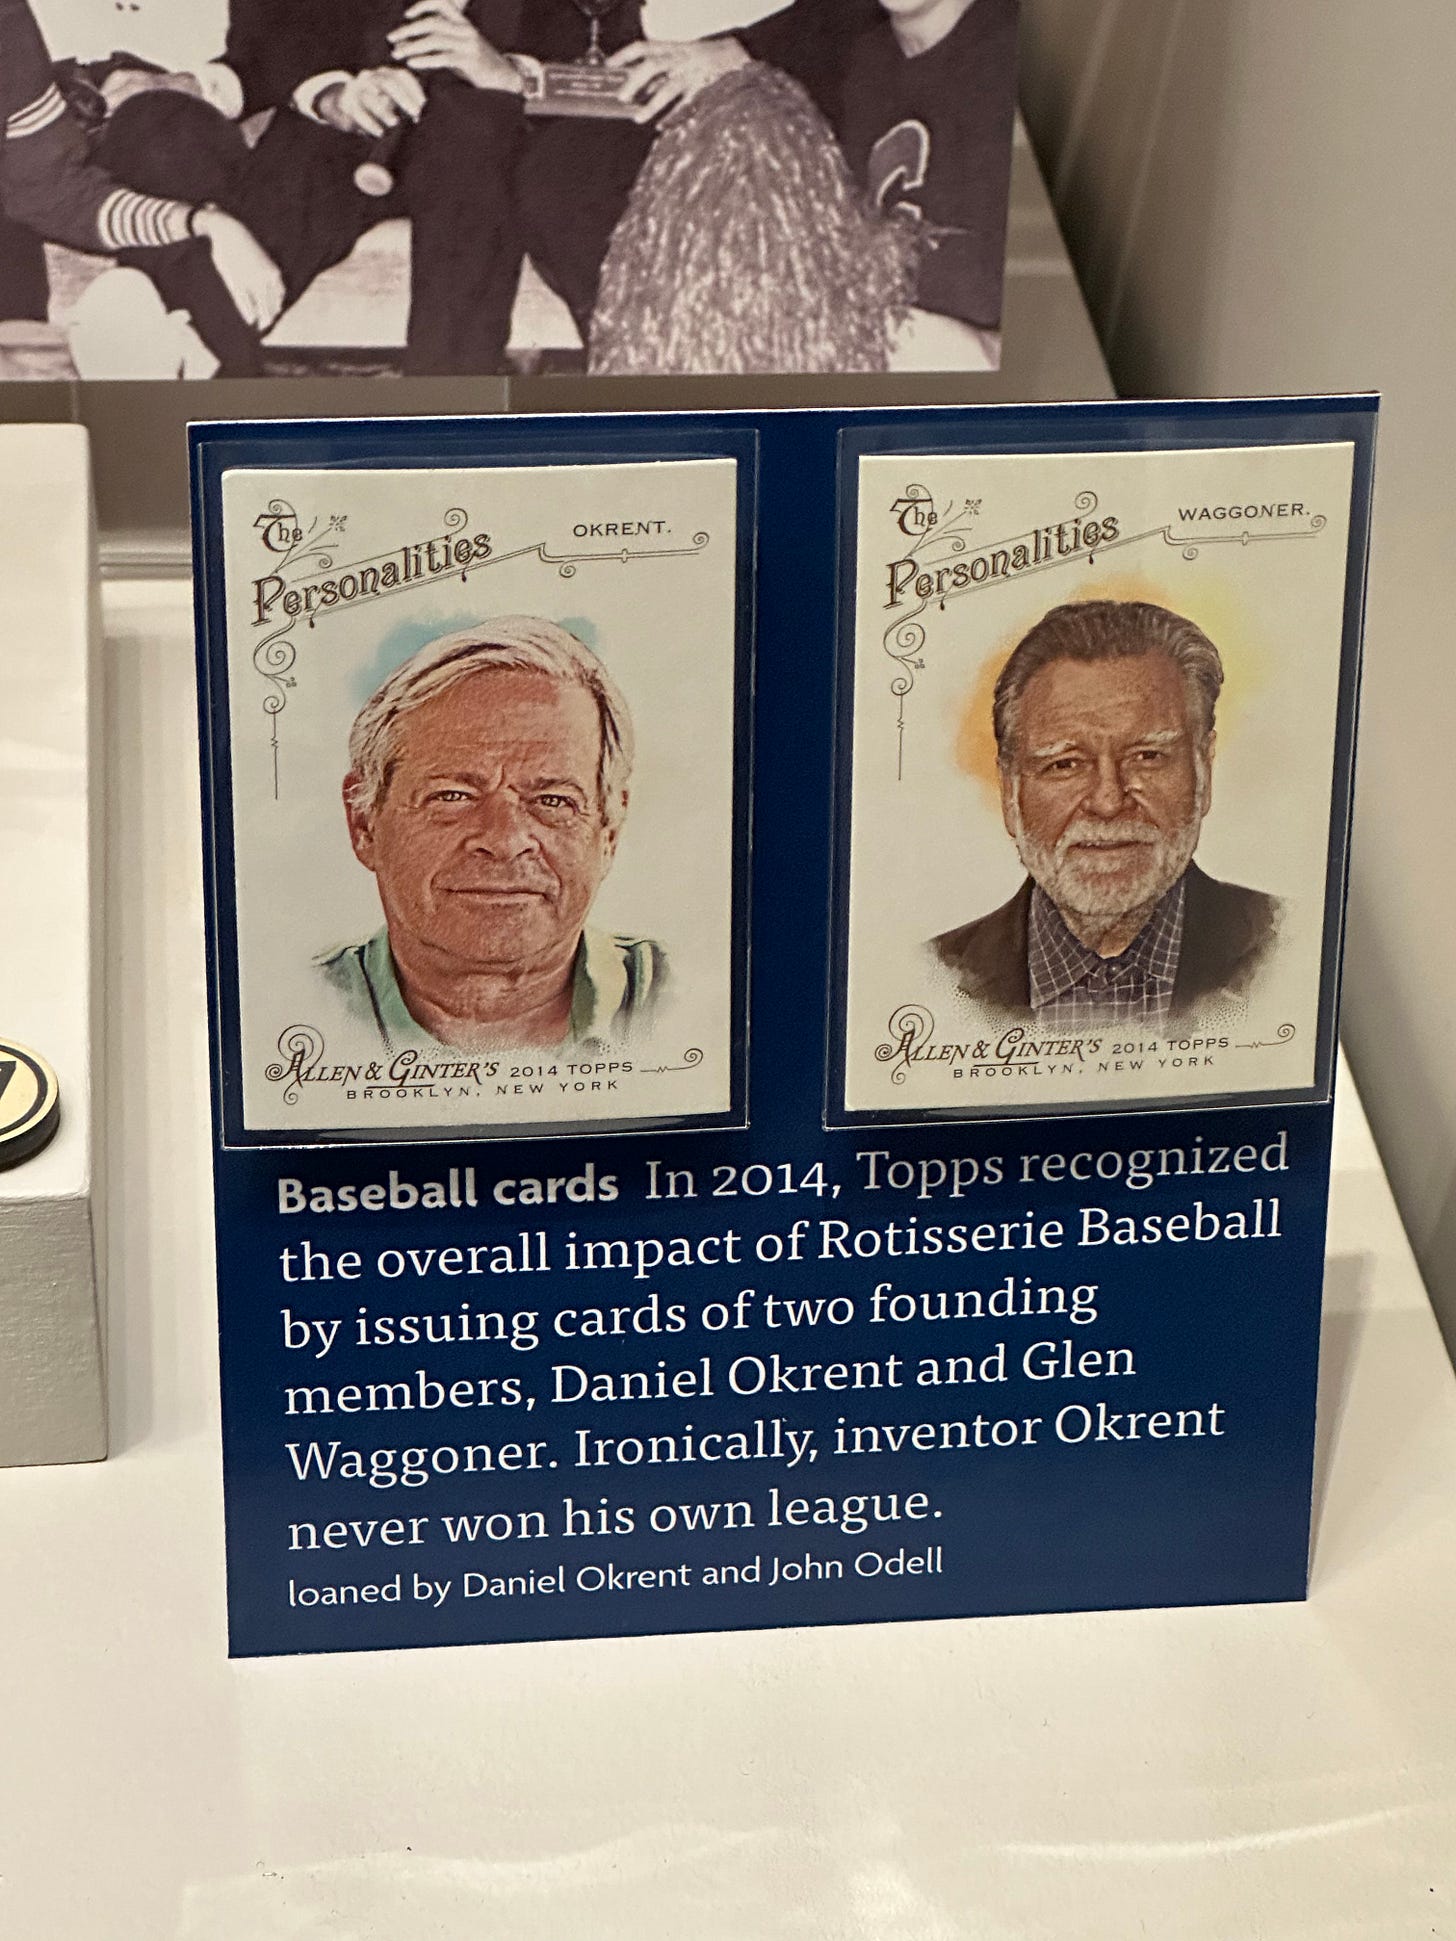 The
Personalities
OKRENT.
ALLEN & GINTER'S 2014 TOPPS
BROOKLYN, NEW YORK
The
Personalities
WAGGONER.
ALLEN & GINTER'S 2014 TOPPS
BROOKLYN, NEW YORK
Baseball cards In 2014, Topps recognized
the overall impact of Rotisserie Baseball
by issuing cards of two founding
members, Daniel Okrent and Glen
Waggoner. Ironically, inventor Okrent
never won his own league.
loaned by Daniel Okrent and John Odell